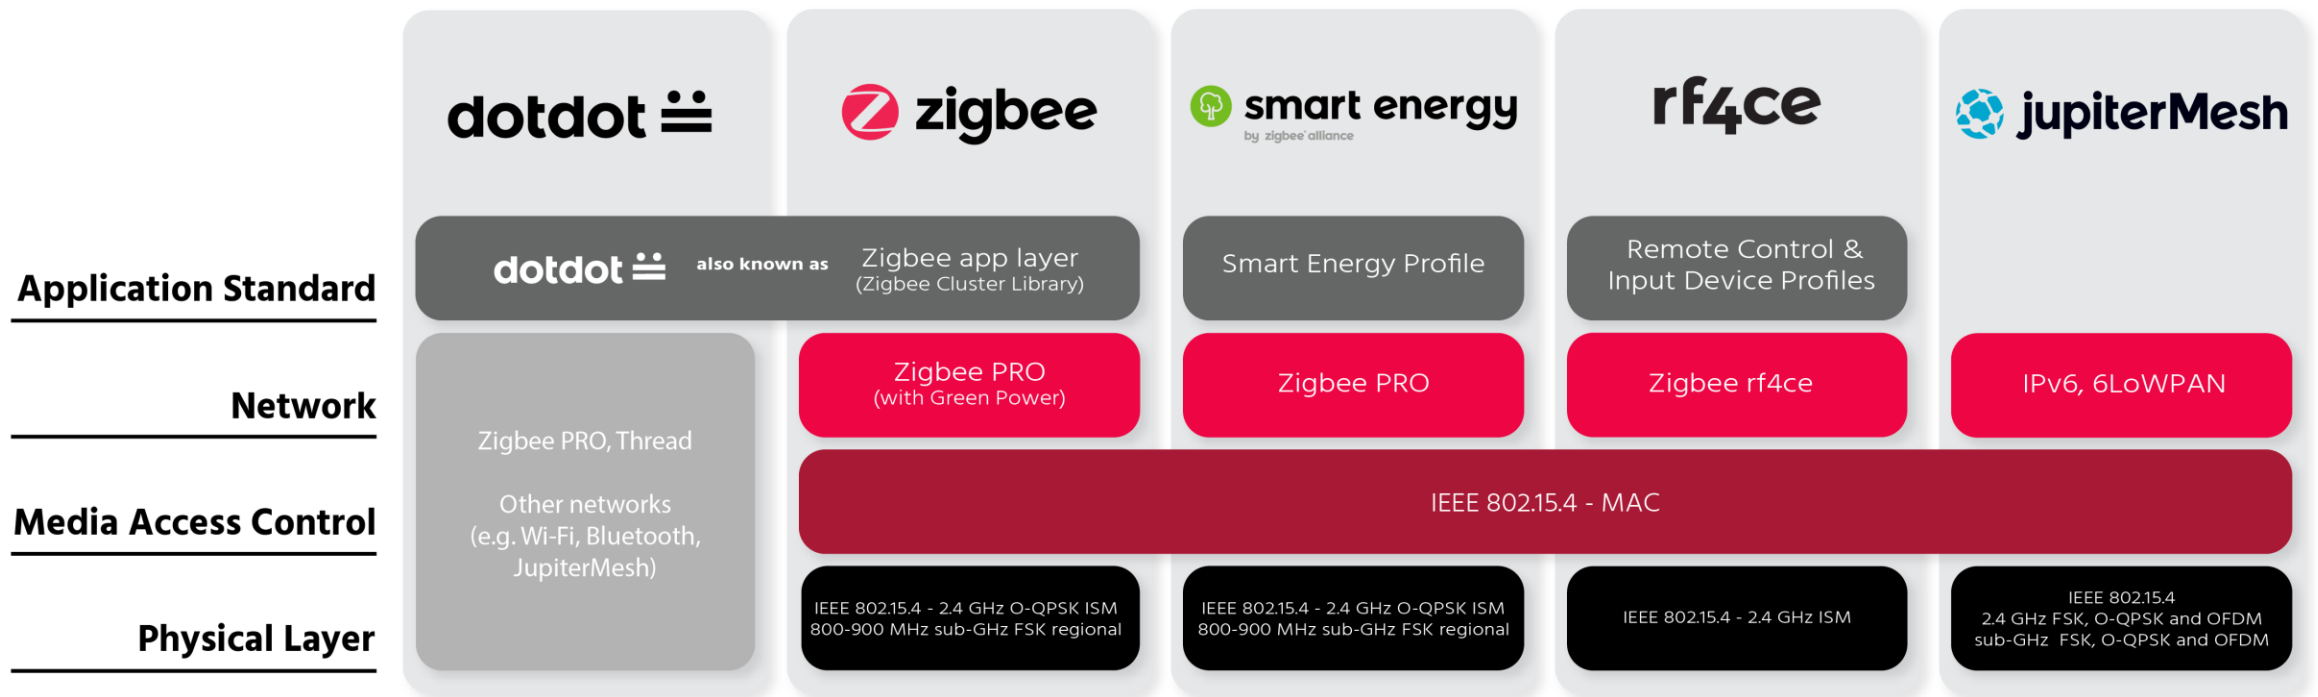 dotdot
zigbee
smart energy
by zigbee alliance
rf4ce
jupiterMesh
Application Standard
dotdot also known as
Zigbee app layer
(Zigbee Cluster Library)
Smart Energy Profile
Remote Control &
Input Device Profiles
Network
Zigbee PRO
(with Green Power)
Zigbee PRO
Zigbee rf4ce
IPv6, 6LoWPAN
Zigbee PRO, Thread
Other networks
(e.g. Wi-Fi, Bluetooth,
JupiterMesh)
Media Access Control
IEEE 802.15.4 - MAC
Physical Layer
IEEE 802.15.4 - 2.4 GHz O-QPSK ISM
800-900 MHz sub-GHz FSK regional
IEEE 802.15.4 - 2.4 GHz O-QPSK ISM
800-900 MHz sub-GHz FSK regional
IEEE 802.15.4 - 2.4 GHz ISM
IEEE 802.15.4
2.4 GHz FSK, O-QPSK and OFDM
sub-GHz FSK, O-QPSK and OFDM